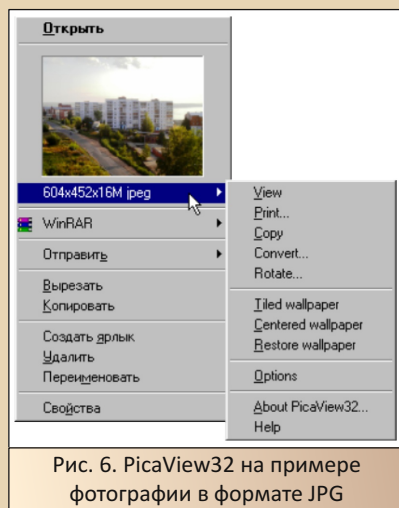 Открыть
604x452x16M jpeg
WinRAR
Отправить
Вырезать
Копировать
Создать ярлык
Удалить
Переименовать
Свойства
View
Print...
Copy
Convert...
Rotate...
Tiled wallpaper
Centered wallpaper
Restore wallpaper
Options
About PicaView32...
Help
Рис. 6. PicaView32 на примере
фотографии в формате JPG